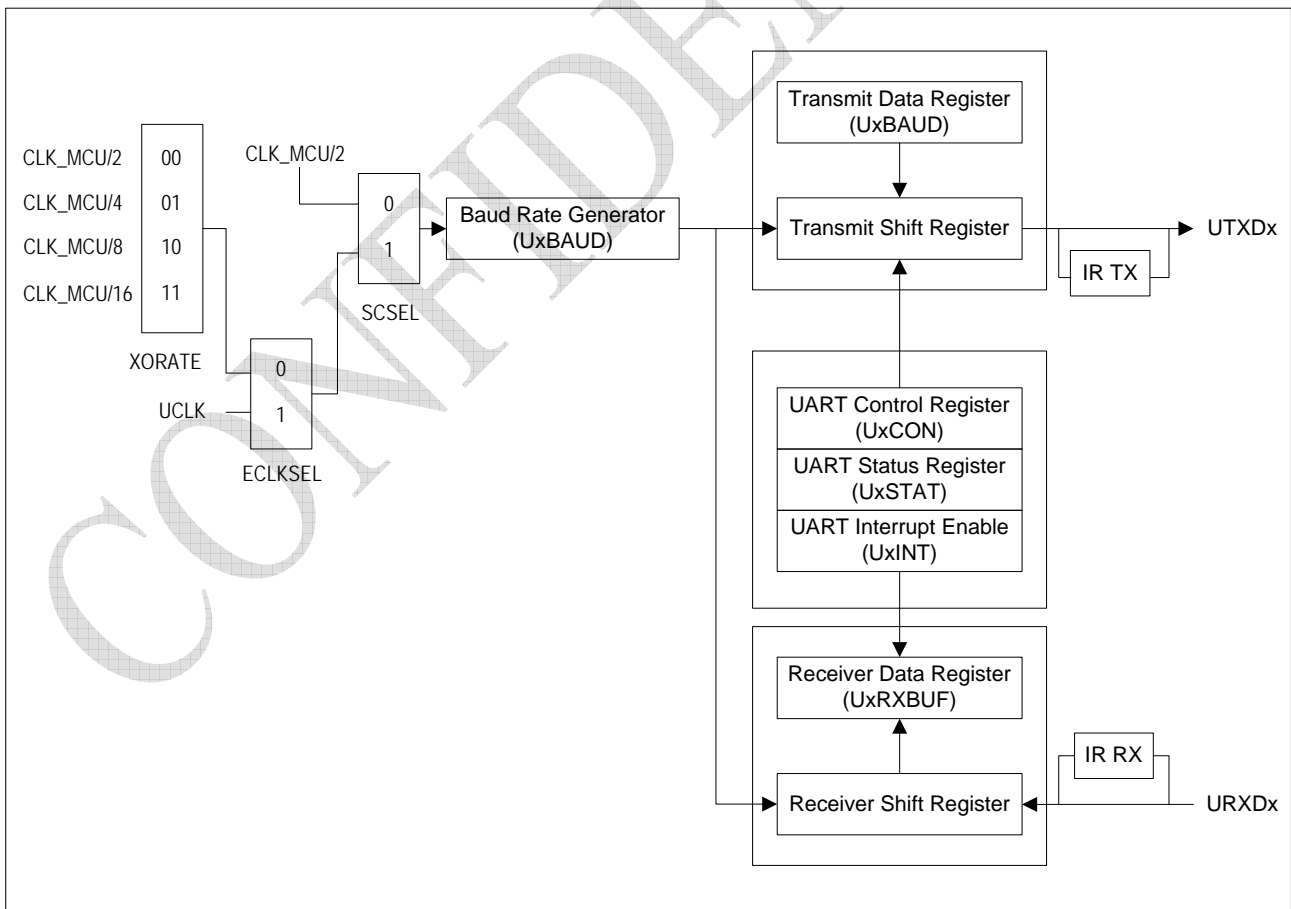 CLK_MCU/2
00
CLK_MCU/4
01
CLK_MCU/8
10
CLK_MCU/16
11
XORATE
UCLK
0
1
ECLKSEL
CLK_MCU/2
0
1
SCSEL
Baud Rate Generator
(UxBAUD)
Transmit Data Register
(UxBAUD)
Transmit Shift Register
IR TX
UTXDx
UART Control Register
(UxCON)
UART Status Register
(UxSTAT)
UART Interrupt Enable
(UxINT)
Receiver Data Register
(UxRXBUF)
Receiver Shift Register
IR RX
URXDx